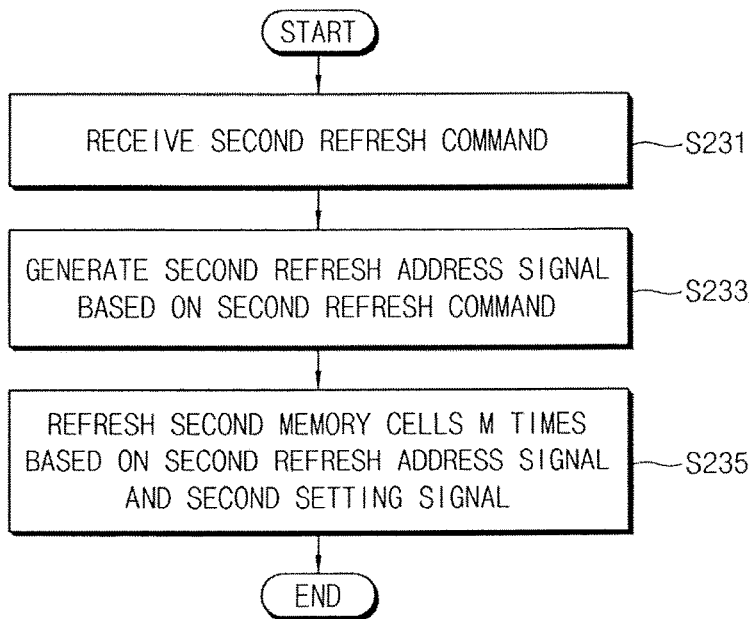 START
RECEIVE SECOND REFRESH COMMAND
S231
GENERATE SECOND REFRESH ADDRESS SIGNAL
BASED ON SECOND REFRESH COMMAND
S233
REFRESH SECOND MEMORY CELLS M TIMES
BASED ON SECOND REFRESH ADDRESS SIGNAL
AND SECOND SETTING SIGNAL
S235
END